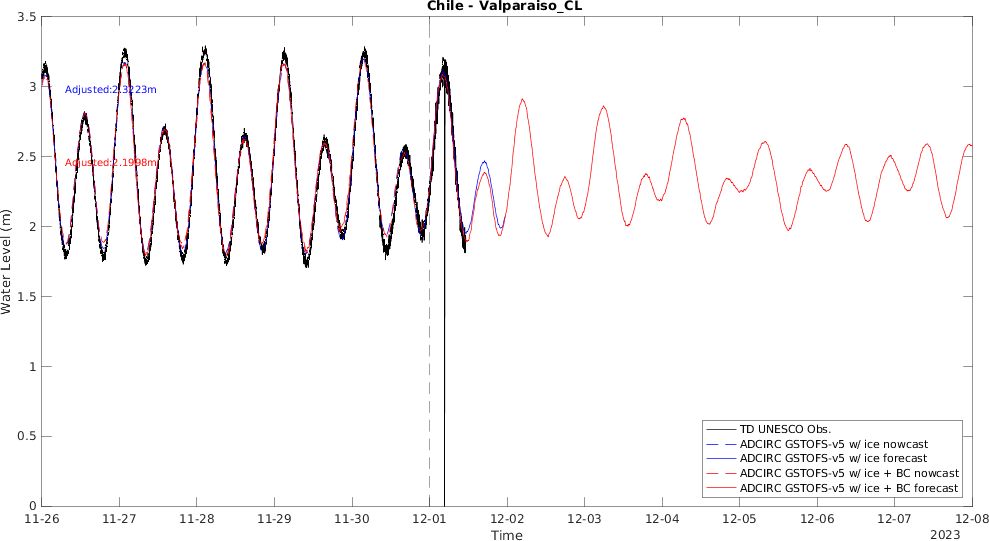 Chile - Valparaiso_CL
3.5
3
2.5
2
1.5
1
0.5
0
Water Level (m)
Adjusted:2.3223m
Adjusted:2.1998m
TD UNESCO Obs.
ADCIRC GSTOFS-v5 w/ ice nowcast
ADCIRC GSTOFS-v5 w/ ice forecast
ADCIRC GSTOFS-v5 w/ ice + BC nowcast
ADCIRC GSTOFS-v5 w/ ice + BC forecast
11-26 11-27 11-28 11-29 11-30 12-01 12-02 12-03 12-04 12-05 12-06 12-07 12-08
Time
2023